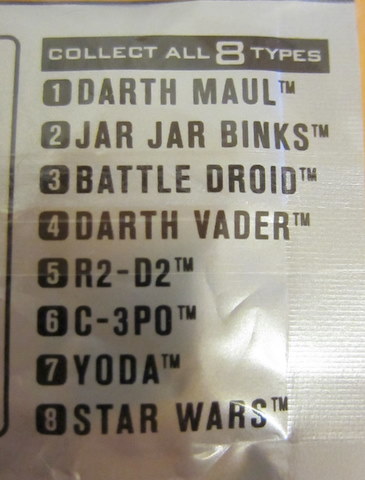 COLLECT ALL 8 TYPES
1 DARTH MAUL™
2 JAR JAR BINKS™
3 BATTLE DROID™
4 DARTH VADER™
5 R2-D2™
6 C-3PO™
7 YODA™
8 STAR WARS™